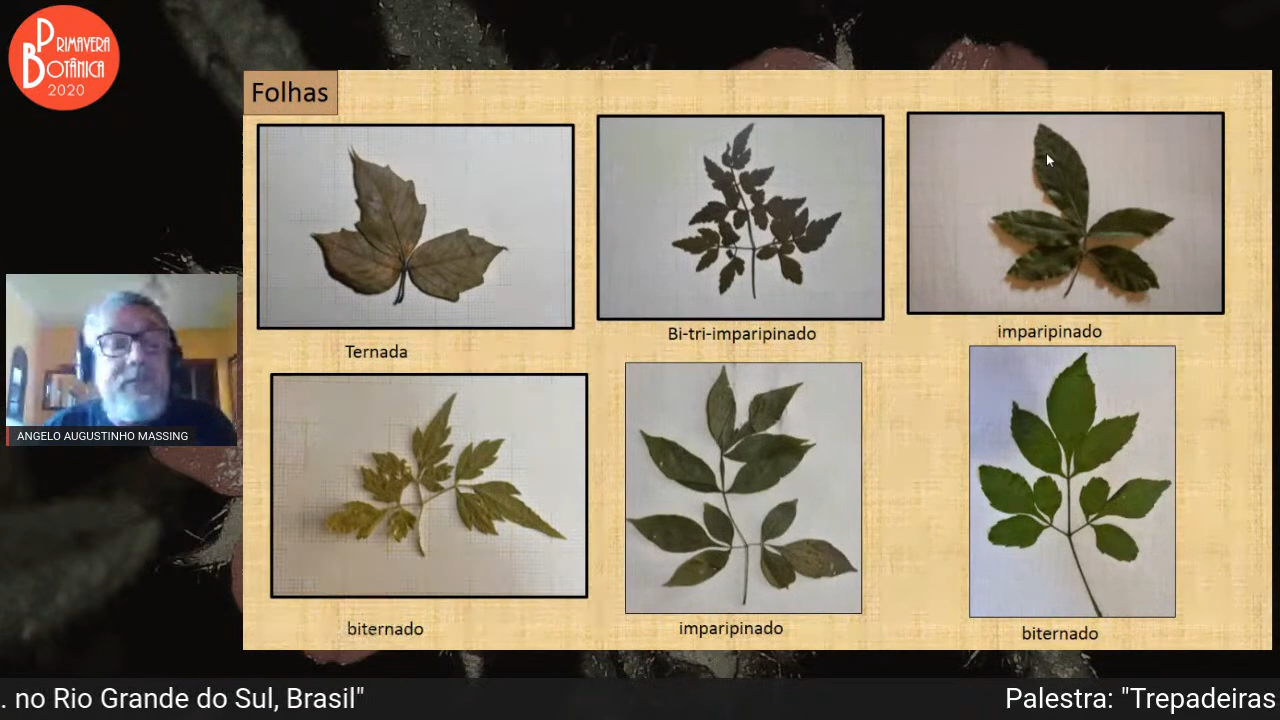 PRIMAVERA
BOTÂNICA
2020
Folhas
Ternada
Bi-tri-imparipinado
imparipinado
biternado
imparipinado
biternado
ANGELO AUGUSTINHO MASSING
. no Rio Grande do Sul, Brasil"
Palestra: "Trepadeiras